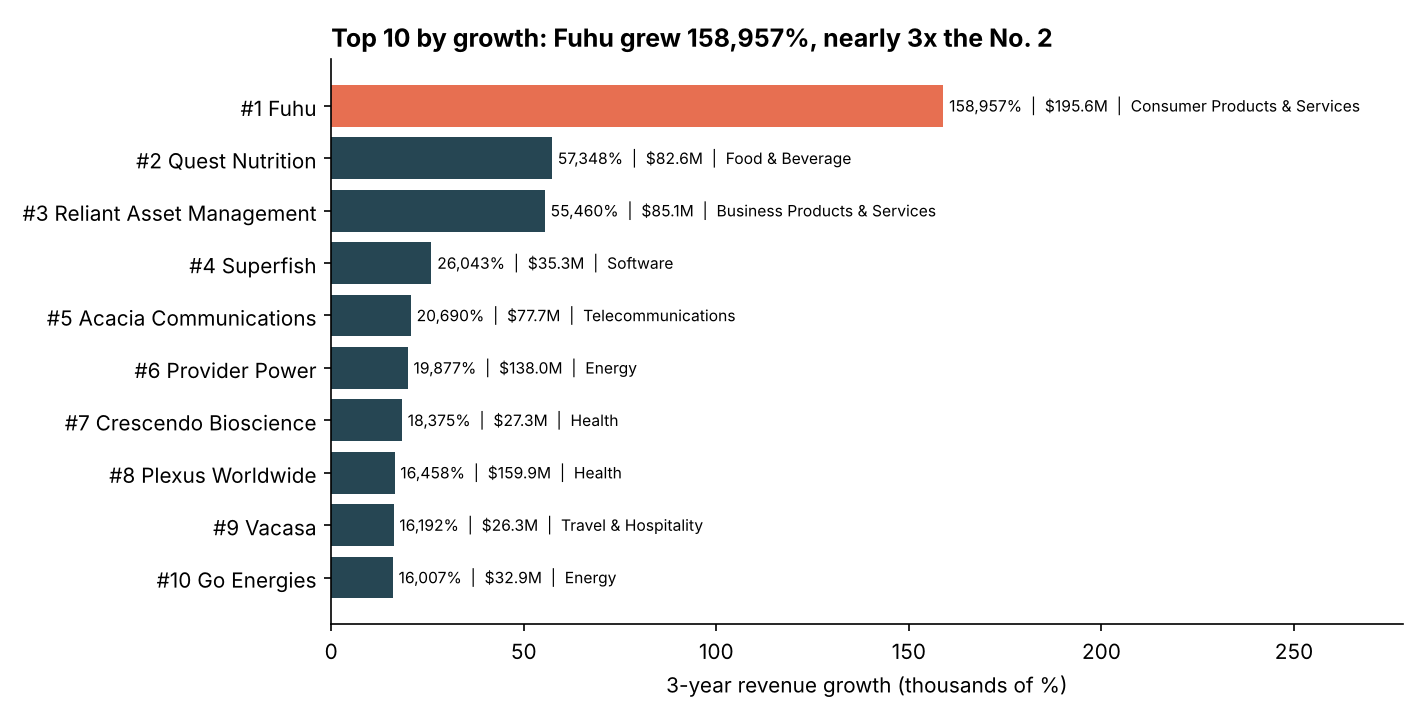 Top 10 by growth: Fuhu grew 158,957%, nearly 3x the No. 2
#1 Fuhu 158,957% | $195.6M | Consumer Products & Services
#2 Quest Nutrition 57,348% | $82.6M | Food & Beverage
#3 Reliant Asset Management 55,460% | $85.1M | Business Products & Services
#4 Superfish 26,043% | $35.3M | Software
#5 Acacia Communications 20,690% | $77.7M | Telecommunications
#6 Provider Power 19,877% | $138.0M | Energy
#7 Crescendo Bioscience 18,375% | $27.3M | Health
#8 Plexus Worldwide 16,458% | $159.9M | Health
#9 Vacasa 16,192% | $26.3M | Travel & Hospitality
#10 Go Energies 16,007% | $32.9M | Energy
0 50 100 150 200 250
3-year revenue growth (thousands of %)